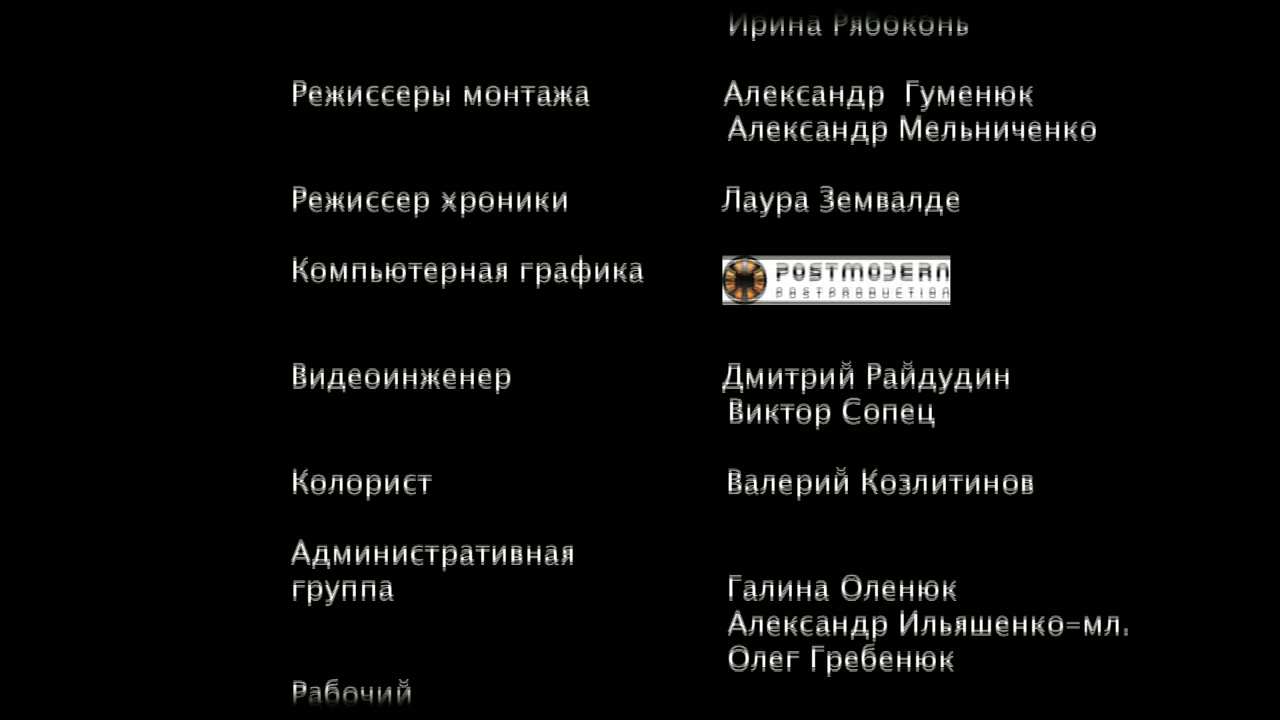 Ирина Рябоконь
Режиссеры монтажа Александр Гуменюк
Александр Мельниченко
Режиссер хроники Лаура Земвалде
Компьютерная графика POSTMODERN
POSTPRODUCTION
Видеоинженер Дмитрий Райдудин
Виктор Сопец
Колорист Валерий Козлитинов
Административная
группа Галина Оленюк
Александр Ильяшенко-мл.
Олег Гребенюк
Рабочий